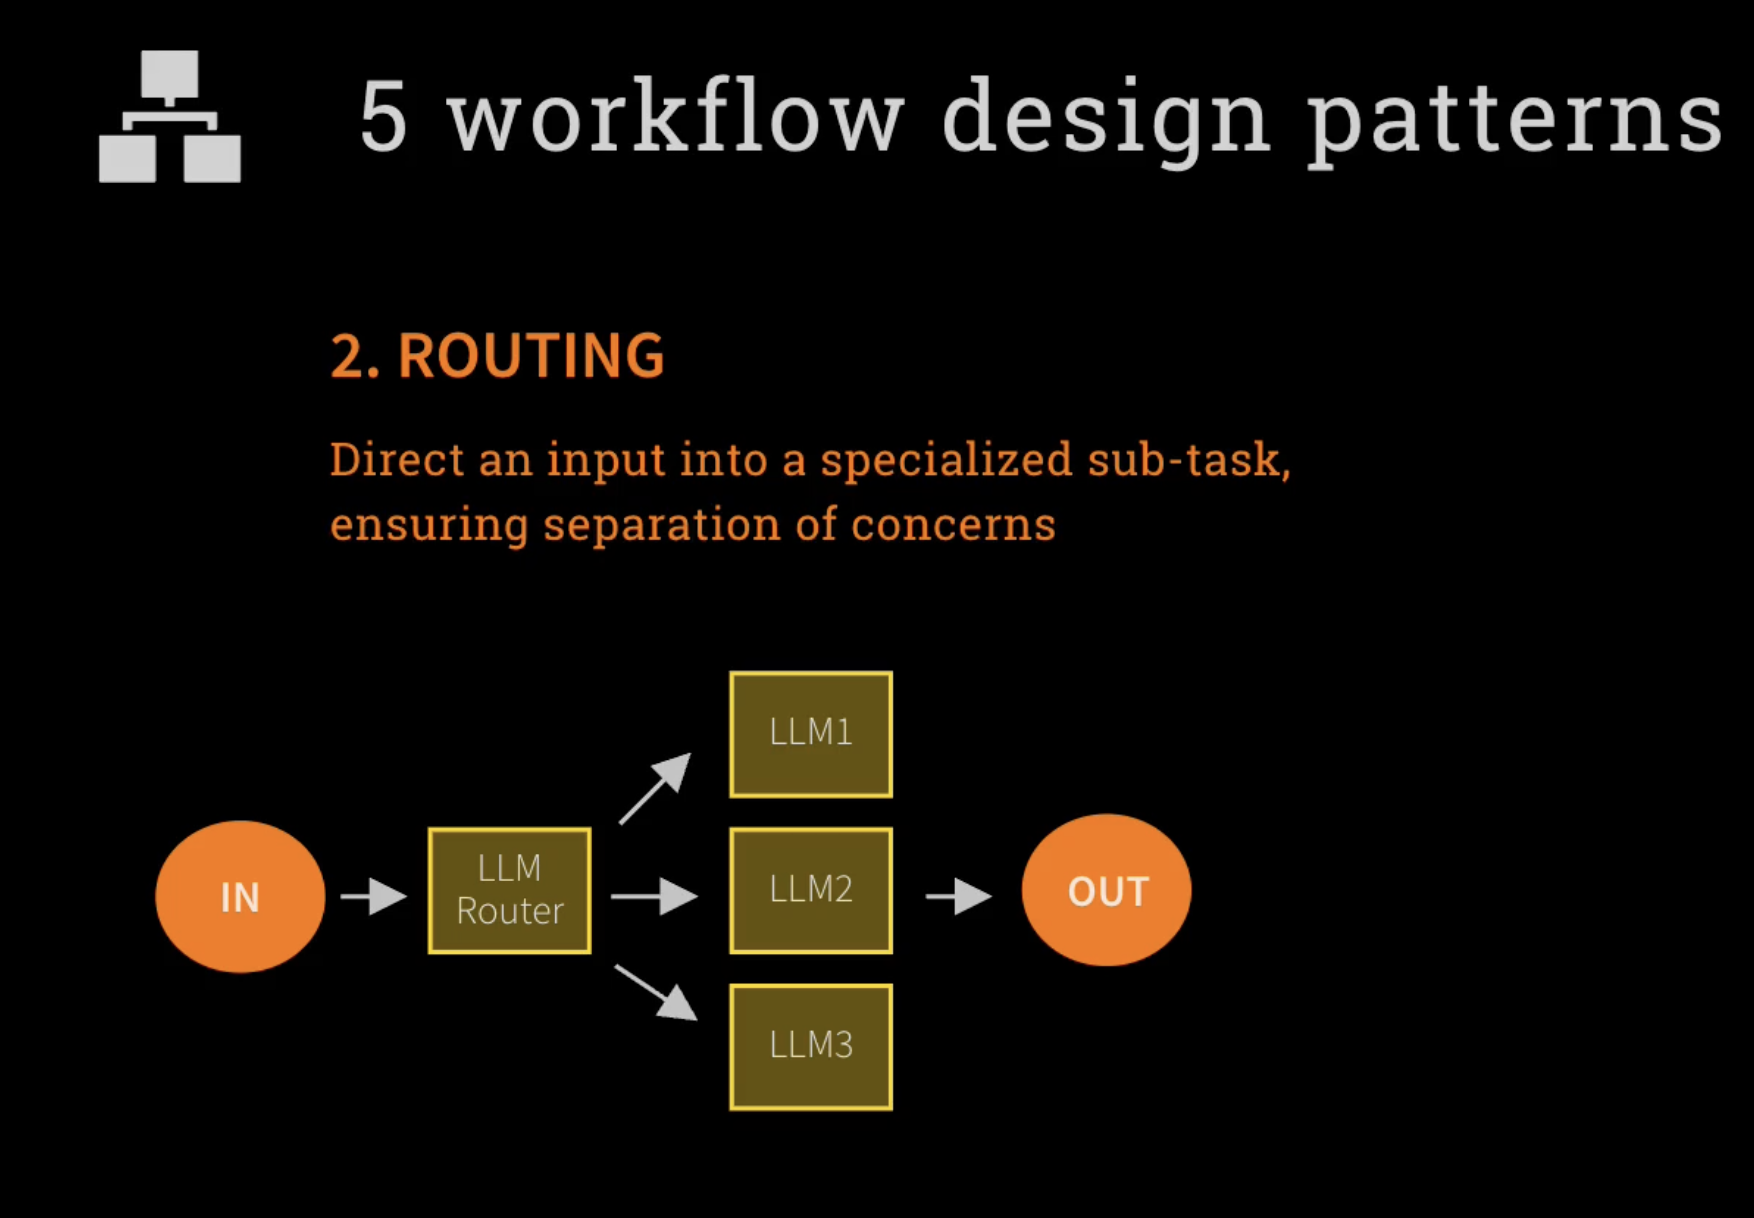 5 workflow design patterns
2. ROUTING
Direct an input into a specialized sub-task,
ensuring separation of concerns
IN
LLM
Router
LLM1
LLM2
LLM3
OUT